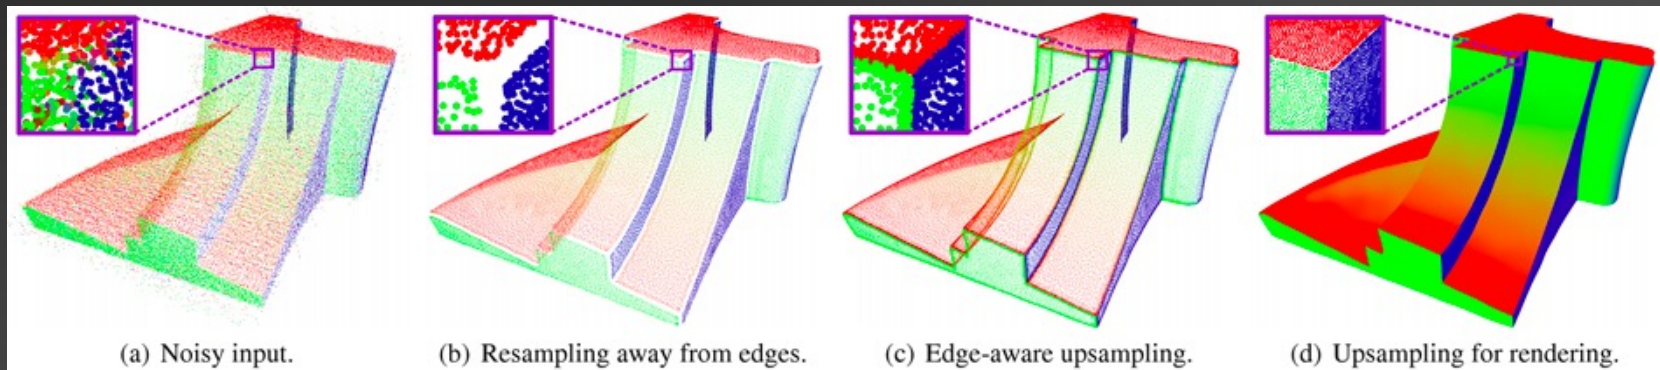 (a) Noisy input.
(b) Resampling away from edges.
(c) Edge-aware upsampling.
(d) Upsampling for rendering.